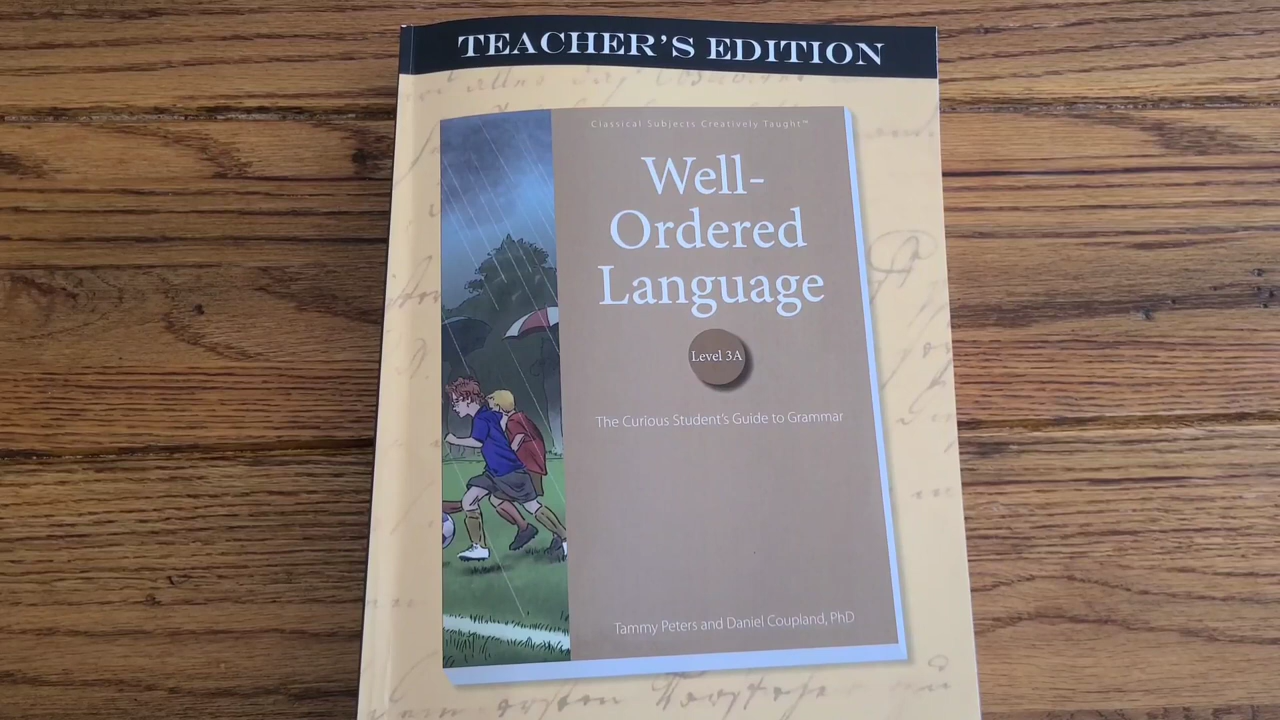 TEACHER'S EDITION
Classical Subjects Creatively Taught™
Well-
Ordered
Language
Level 3A
The Curious Student's Guide to Grammar
Tammy Peters and Daniel Coupland, PhD
ersten